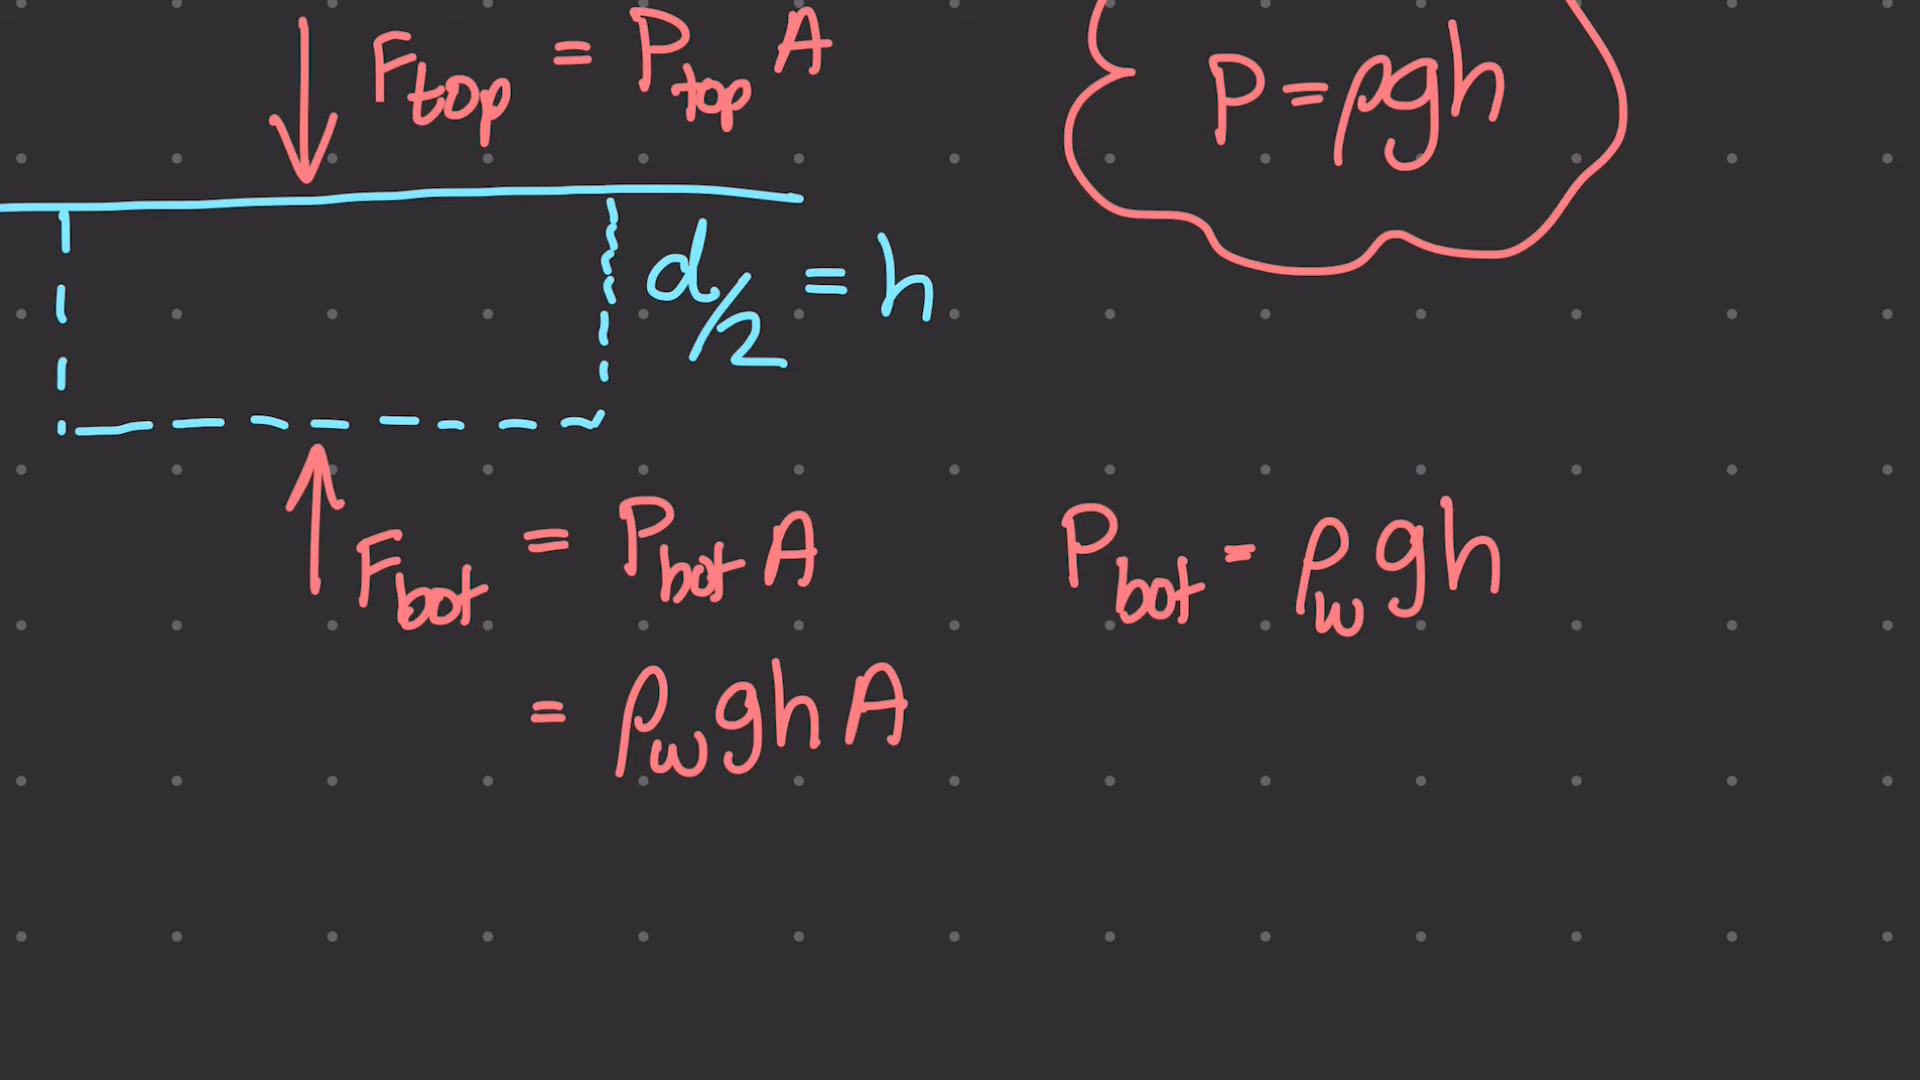 F_top = P_top A
P = ρgh
d/2 = h
F_bot = P_bot A
P_bot = ρ_w gh
= ρ_w ghA